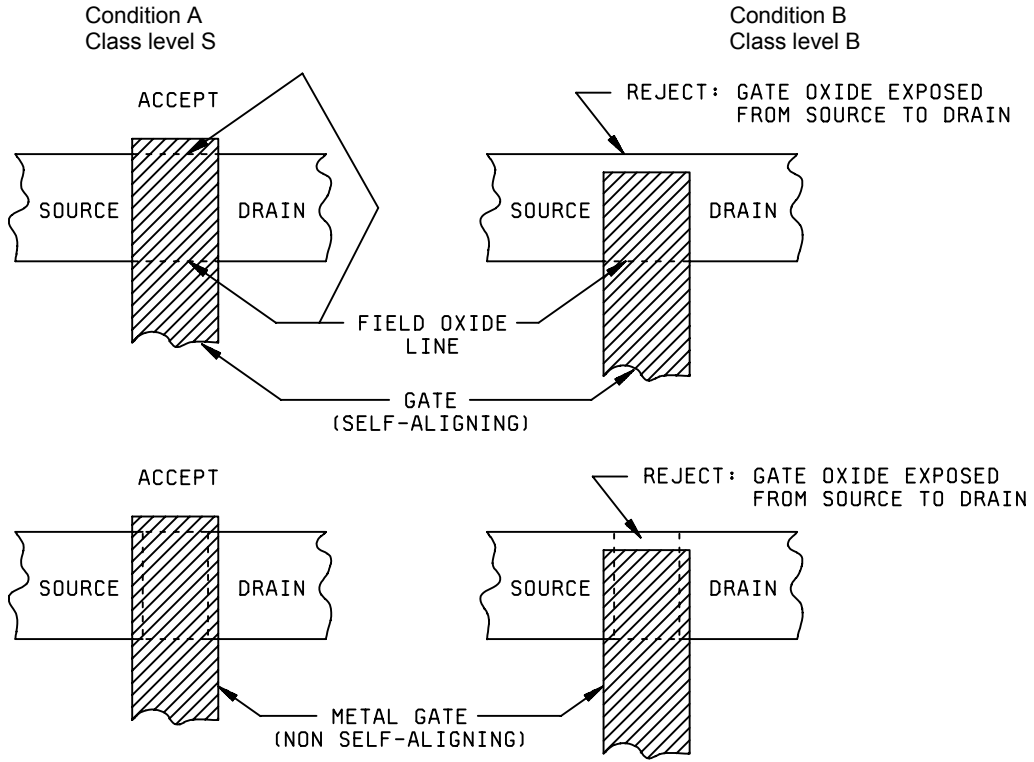 Condition A
Class level S
Condition B
Class level B
ACCEPT
REJECT: GATE OXIDE EXPOSED
FROM SOURCE TO DRAIN
SOURCE
DRAIN
SOURCE
DRAIN
FIELD OXIDE
LINE
GATE
(SELF-ALIGNING)
ACCEPT
REJECT: GATE OXIDE EXPOSED
FROM SOURCE TO DRAIN
SOURCE
DRAIN
SOURCE
DRAIN
METAL GATE
(NON SELF-ALIGNING)